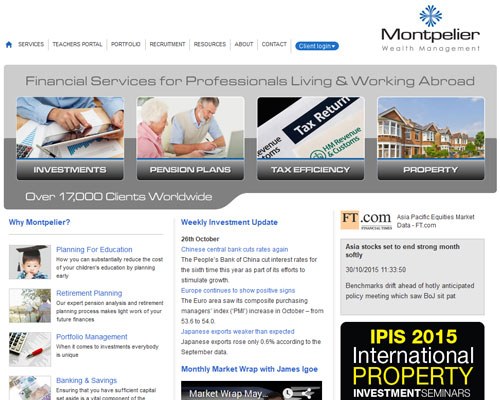 Montpelier
Wealth Management
SERVICES TEACHERS PORTAL PORTFOLIO RECRUITMENT RESOURCES ABOUT CONTACT Client login
Financial Services for Professionals Living & Working Abroad
Tax Return
HM Revenue
& Customs
INVESTMENTS PENSION PLANS TAX EFFICIENCY PROPERTY
Over 17,000 Clients Worldwide
Why Montpelier?
Planning For Education
How you can substantially reduce the
cost of your children's education by
planning early
Retirement Planning
Our expert pension analysis and retirement
planning process makes light work of your
future finances
Portfolio Management
When it comes to investments everybody
is unique
Banking & Savings
Ensuring that you have sufficient capital
set aside is a vital component of the
Weekly Investment Update
26th October
Chinese central bank cuts rates again
The People's Bank of China cut interest rates for
the sixth time this year as part of its efforts to
stimulate growth.
Europe continues to show positive signs
The Euro area saw its composite purchasing
managers' index ('PMI') increase in October – from
53.6 to 54.0.
Japanese exports weaker than expected
Japanese exports rose only 0.6% according to the
September data.
Monthly Market Wrap with James Igoe
Market Wrap May...
FT.com
FINANCIAL TIMES
Asia Pacific Equities Market
Data - FT.com
Asia stocks set to end strong month
softly
30/10/2015 11:33:50
Benchmarks drift ahead of hotly anticipated
policy meeting which saw BoJ sit pat
IPIS 2015
International
PROPERTY
INVESTMENTSEMINARS